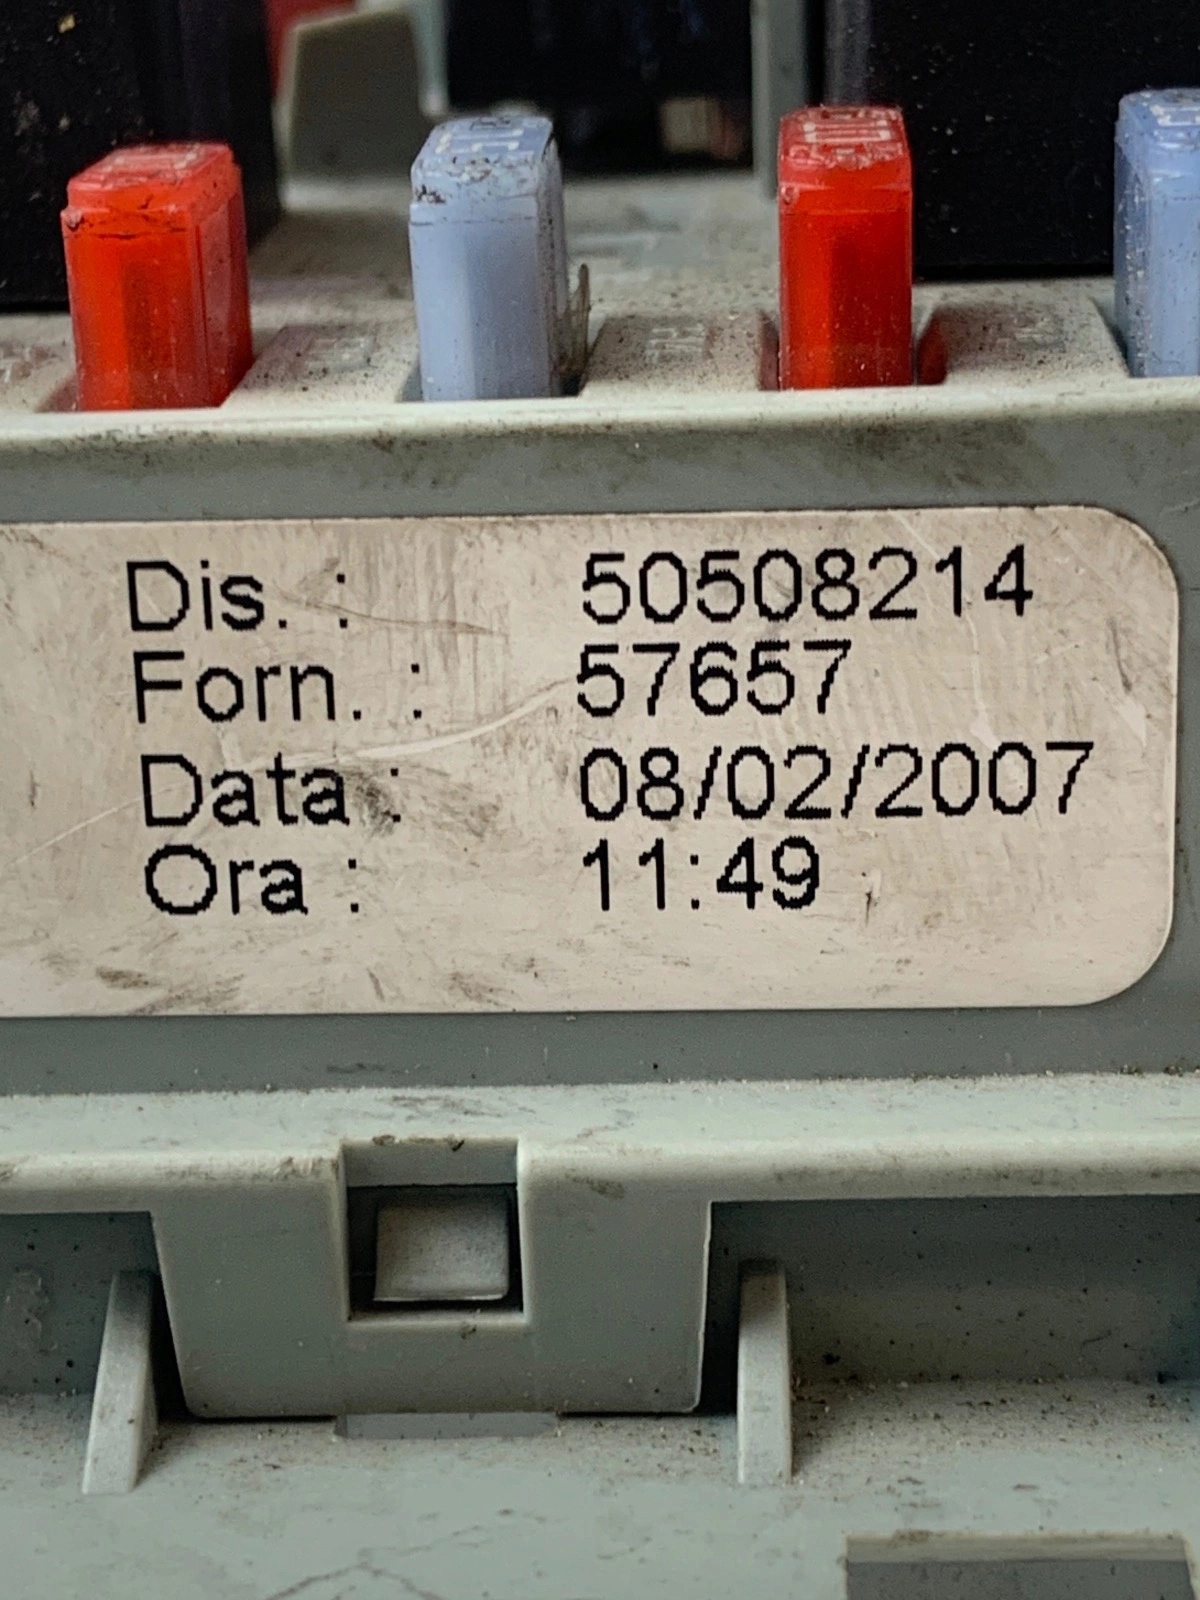 Dis. : 50508214
Forn. : 57657
Data : 08/02/2007
Ora : 11:49